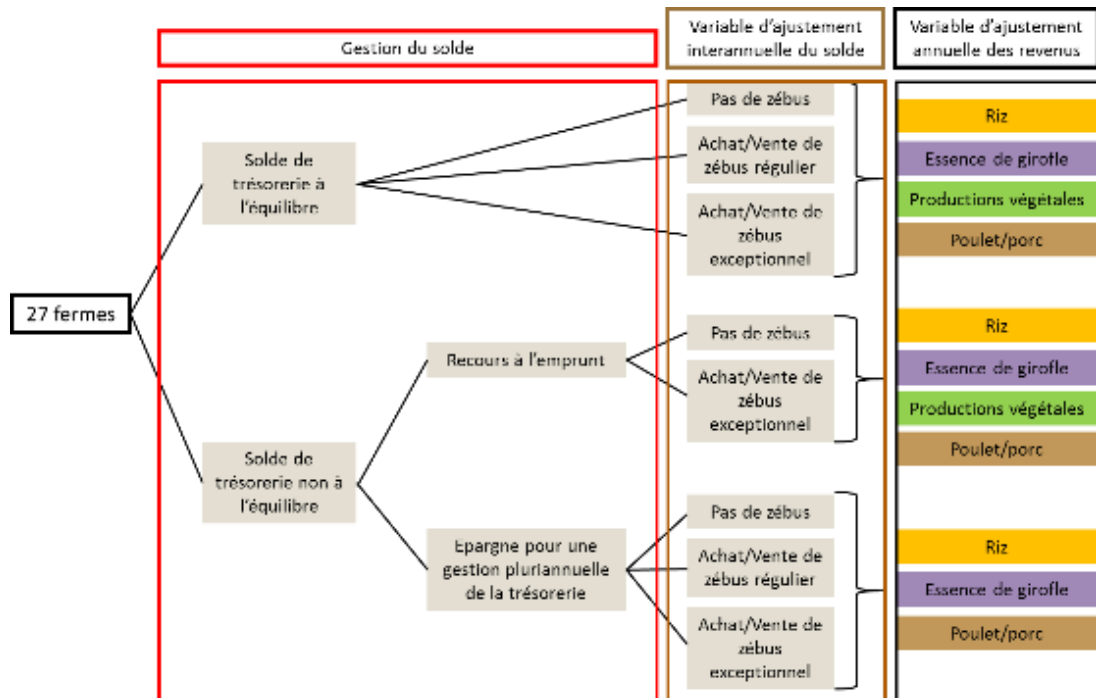 Gestion du solde
Variable d'ajustement
interannuelle du solde
Variable d'ajustement
annuelle des revenus
27 fermes
Solde de
trésorerie à
l'équilibre
Pas de zébus
Achat/Vente de
zébus régulier
Achat/Vente de
zébus
exceptionnel
Riz
Essence de girofle
Productions végétales
Poulet/porc
Solde de
trésorerie non à
l'équilibre
Recours à l'emprunt
Pas de zébus
Achat/Vente de
zébus
exceptionnel
Riz
Essence de girofle
Productions végétales
Poulet/porc
Epargne pour une
gestion pluriannuelle
de la trésorerie
Pas de zébus
Achat/Vente de
zébus régulier
Achat/Vente de
zébus
exceptionnel
Riz
Essence de girofle
Poulet/porc